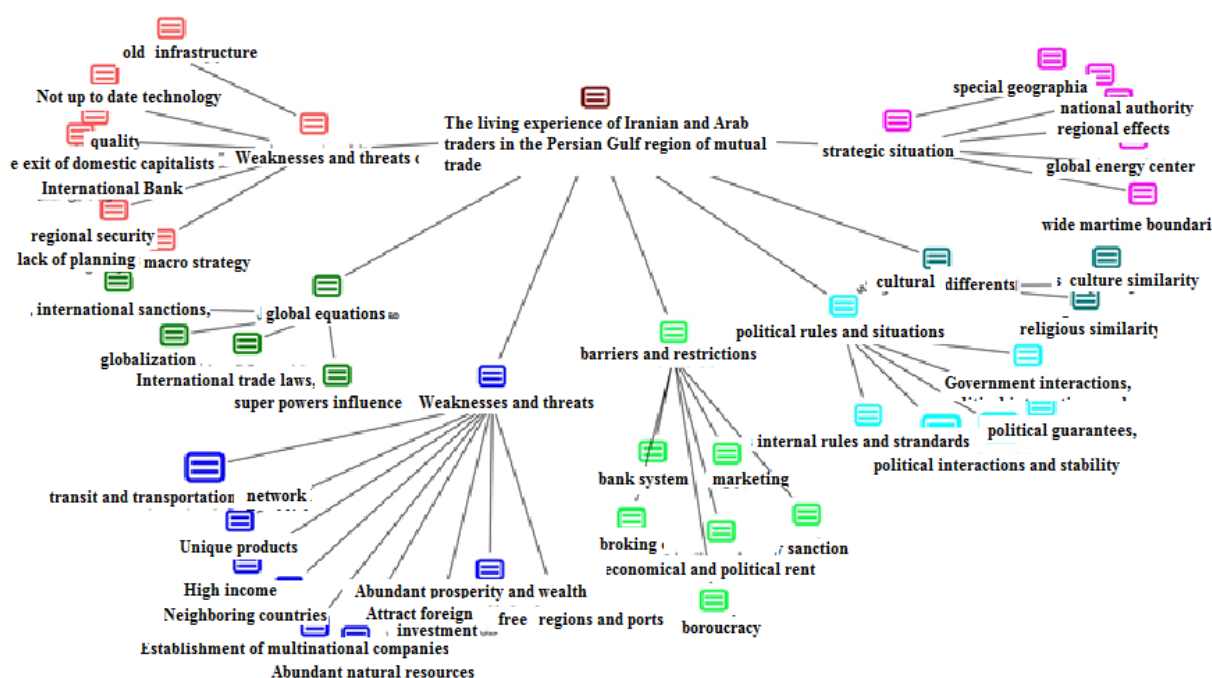 old infrastructure
Not up to date technology
quality
e exit of domestic capitalists
International Bank
regional security
lack of planning
macro strategy
Weaknesses and threats
The living experience of Iranian and Arab
traders in the Persian Gulf region of mutual
trade
strategic situation
special geographia
national authority
regional effects
global energy center
wide martime boundari
cultural differents
culture similarity
religious similarity
international sanctions,
global equations
globalization
International trade laws,
super powers influence
Weaknesses and threats
transit and transportation network
Unique products
High income
Neighboring countries
Establishment of multinational companies
Abundant natural resources
Abundant prosperity and wealth
Attract foreign
investment
free regions and ports
barriers and restrictions
bank system
marketing
broking
sanction
economical and political rent
boroucracy
political rules and situations
Government interactions,
political guarantees,
internal rules and strandards
political interactions and stability